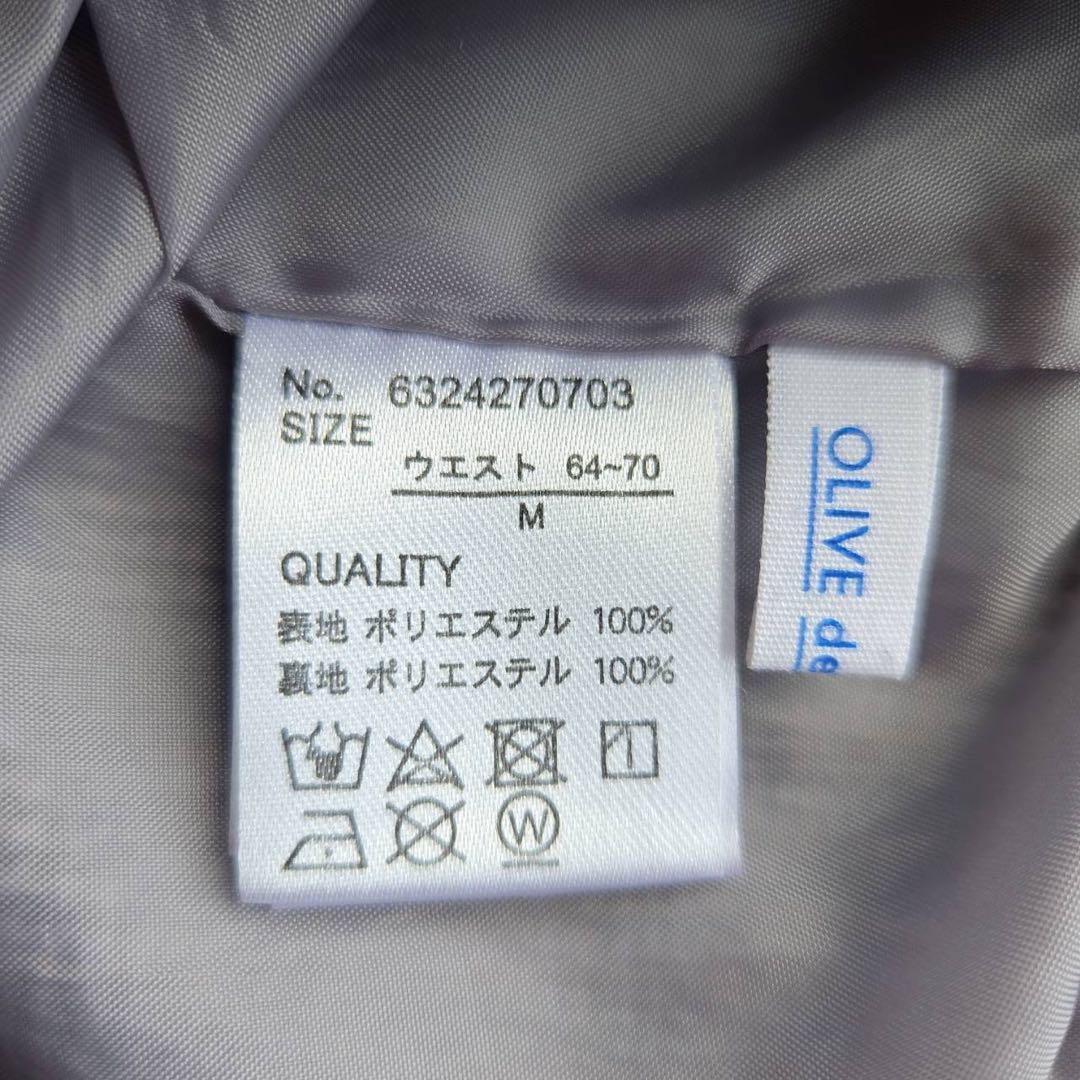 No. 6324270703
SIZE
ウエスト 64~70
M
QUALITY
表地 ポリエステル 100%
裏地 ポリエステル 100%
W
OLIVE de